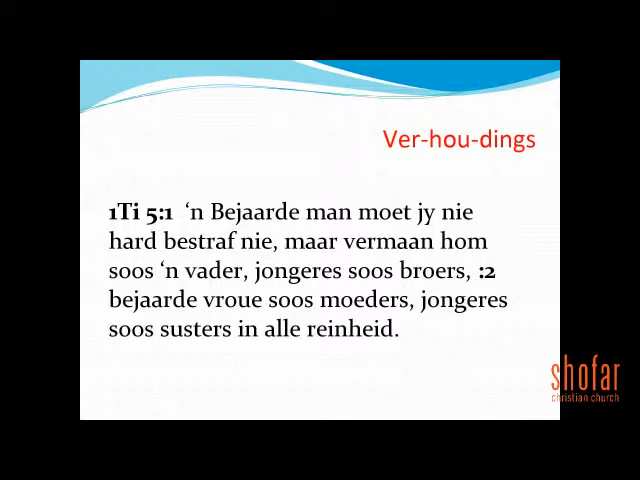 Ver-hou-dings
1Ti 5:1 ‘n Bejaarde man moet jy nie
hard bestraf nie, maar vermaan hom
soos ‘n vader, jongeres soos broers, :2
bejaarde vroue soos moeders, jongeres
soos susters in alle reinheid.
shofar
christian church